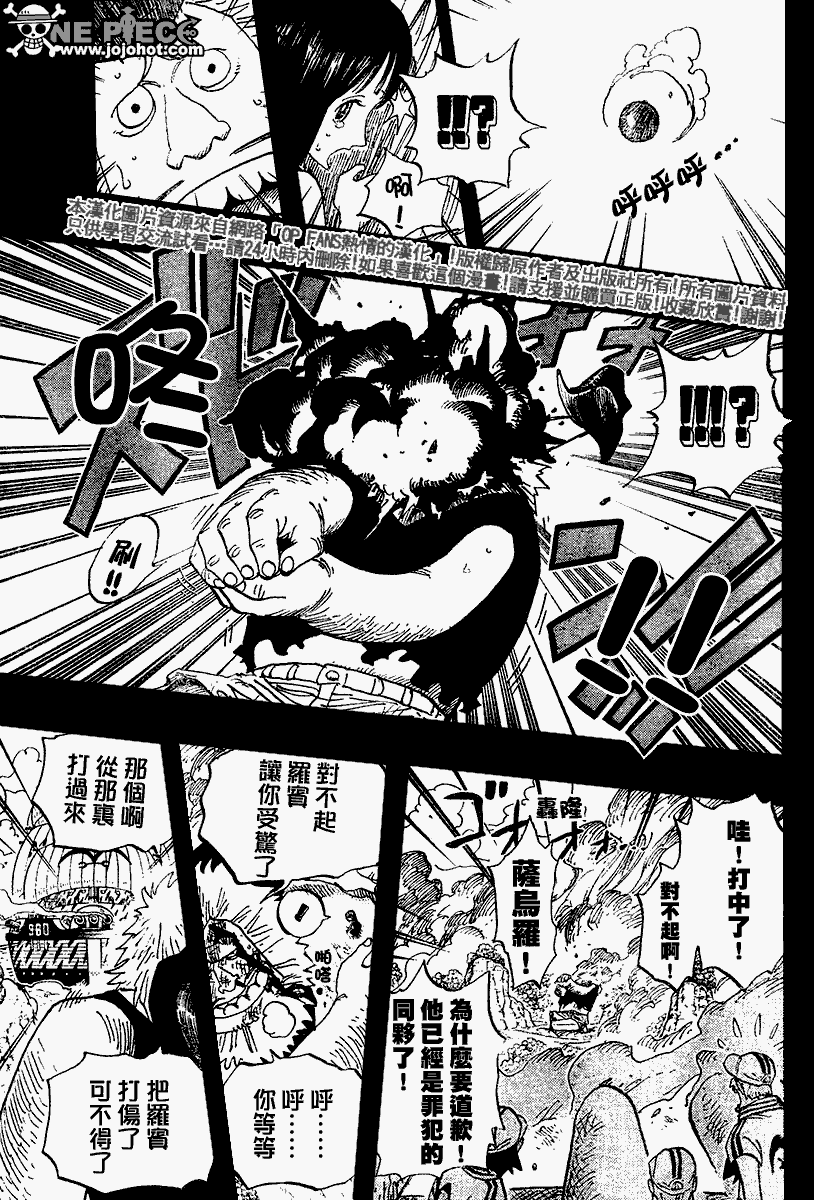 ONE PIECE
www.jojohot.com
!!!?
啊!
本漢化圖片資源來自網路「OP FANS熱情的漢化」!版權歸原作者及出版社所有!所有圖片資料
只供學習交流試看…請24小時內刪除!如果喜歡這個漫畫!請支援並購買正版!收藏欣賞!謝謝!
!!!?
咚
刷!!
!!
哇!打中了!
對不起啊!
轟隆
薩烏羅!
為什麼要道歉!
他已經是罪犯的
同夥了!
對不起
羅賓
讓你受驚了
啪嗒
呼……
呼……
你等等
那個啊
從那裏
打過來
980
把羅賓
打傷了
可不得了